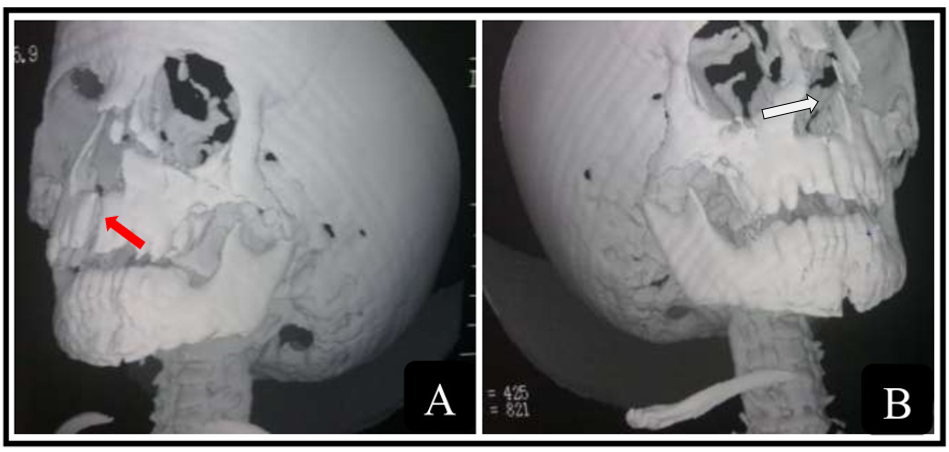 5.9
A
= 425
= 821
B